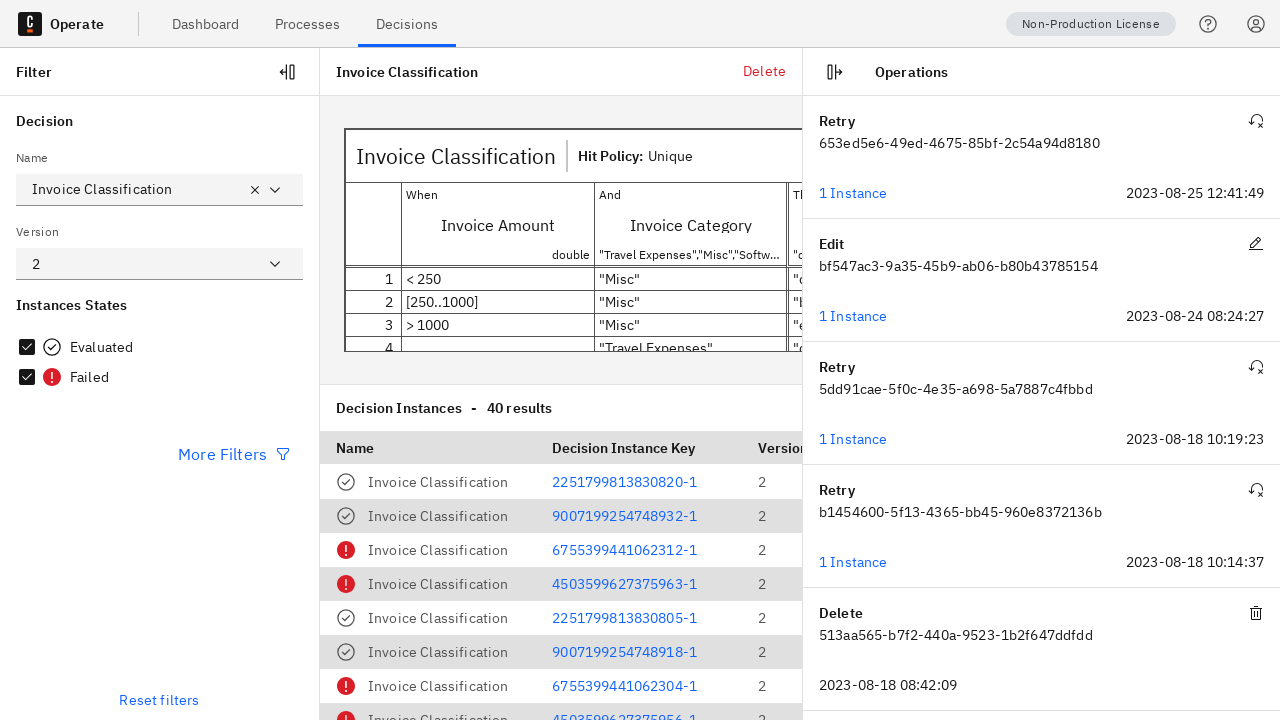 Operate
Dashboard
Processes
Decisions
Non-Production License
Filter
Decision
Name
Invoice Classification
Version
2
Instances States
Evaluated
Failed
More Filters
Reset filters
Invoice Classification
Delete
Invoice Classification
Hit Policy: Unique
When
And
Invoice Amount
Invoice Category
double
"Travel Expenses","Misc","Softw...
1 < 250 "Misc"
2 [250..1000] "Misc"
3 > 1000 "Misc"
4 "Travel Expenses"
Decision Instances - 40 results
Name Decision Instance Key Version
Invoice Classification 2251799813830820-1 2
Invoice Classification 9007199254748932-1 2
Invoice Classification 6755399441062312-1 2
Invoice Classification 4503599627375963-1 2
Invoice Classification 2251799813830805-1 2
Invoice Classification 9007199254748918-1 2
Invoice Classification 6755399441062304-1 2
Invoice Classification 4503599627375956-1 2
Operations
Retry
653ed5e6-49ed-4675-85bf-2c54a94d8180
1 Instance 2023-08-25 12:41:49
Edit
bf547ac3-9a35-45b9-ab06-b80b43785154
1 Instance 2023-08-24 08:24:27
Retry
5dd91cae-5f0c-4e35-a698-5a7887c4fbbd
1 Instance 2023-08-18 10:19:23
Retry
b1454600-5f13-4365-bb45-960e8372136b
1 Instance 2023-08-18 10:14:37
Delete
513aa565-b7f2-440a-9523-1b2f647ddfdd
2023-08-18 08:42:09